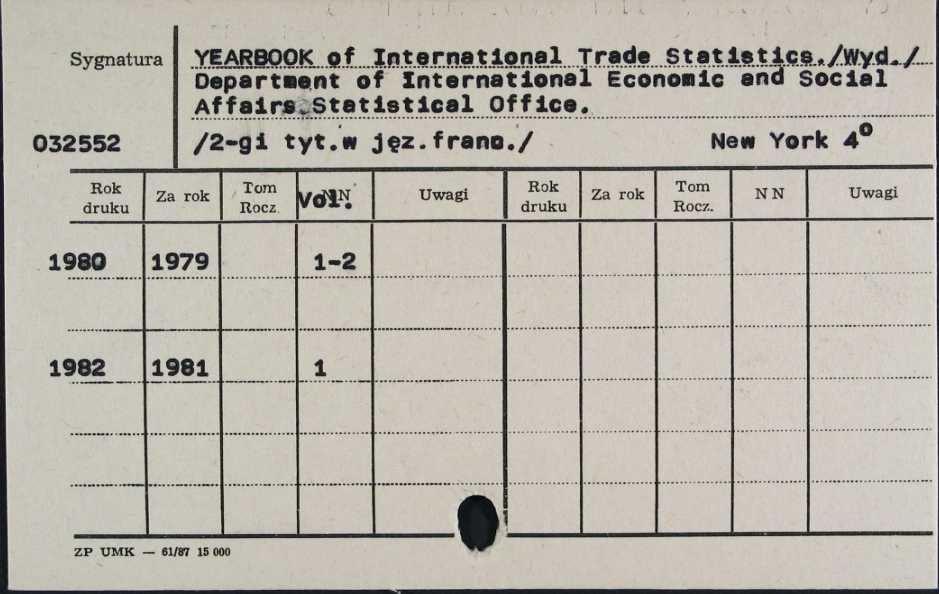 Sygnatura
YEARBOOK of International Trade Statistics./Wyd./
Department of International Economic and Social
Affairs.Statistical Office.
032552
/2-gi tyt.w jęz.franc./ New York 4°
Rok druku Za rok Tom Rocz. NN Vol. Uwagi Rok druku Za rok Tom Rocz. NN Uwagi
1980 1979 1-2
1982 1981 1
ZP UMK — 61/87 15 000